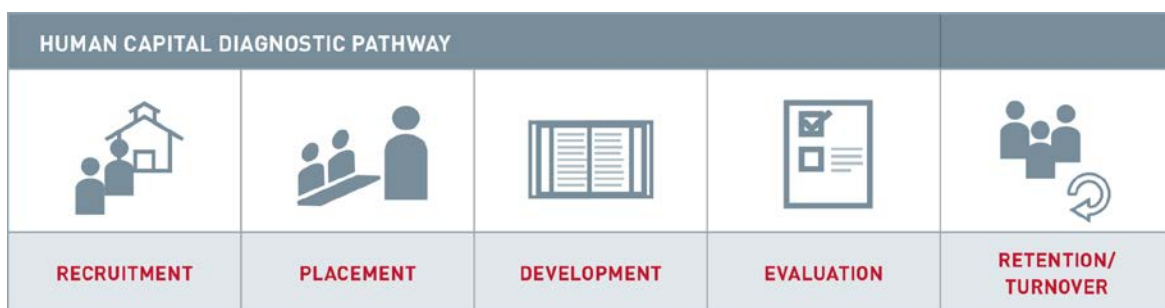 HUMAN CAPITAL DIAGNOSTIC PATHWAY
RECRUITMENT
PLACEMENT
DEVELOPMENT
EVALUATION
RETENTION/
TURNOVER